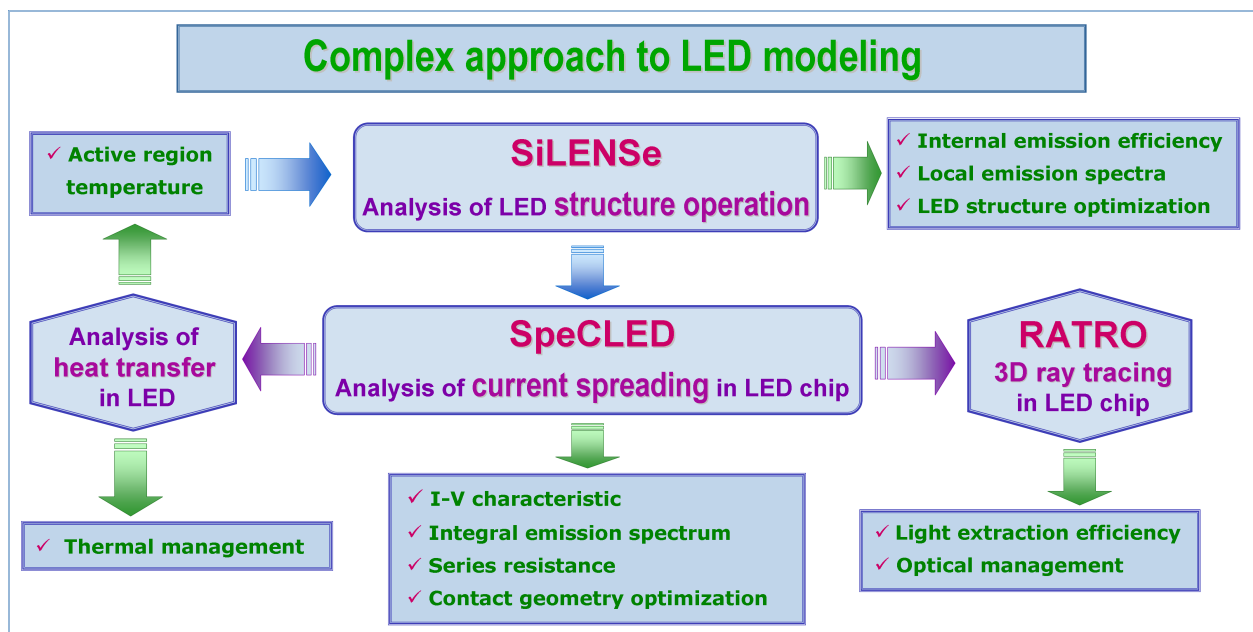 Complex approach to LED modeling
✓ Active region
temperature
SiLENSe
Analysis of LED structure operation
✓ Internal emission efficiency
✓ Local emission spectra
✓ LED structure optimization
Analysis of
heat transfer
in LED
SpeCLED
Analysis of current spreading in LED chip
RATRO
3D ray tracing
in LED chip
✓ Thermal management
✓ I-V characteristic
✓ Integral emission spectrum
✓ Series resistance
✓ Contact geometry optimization
✓ Light extraction efficiency
✓ Optical management